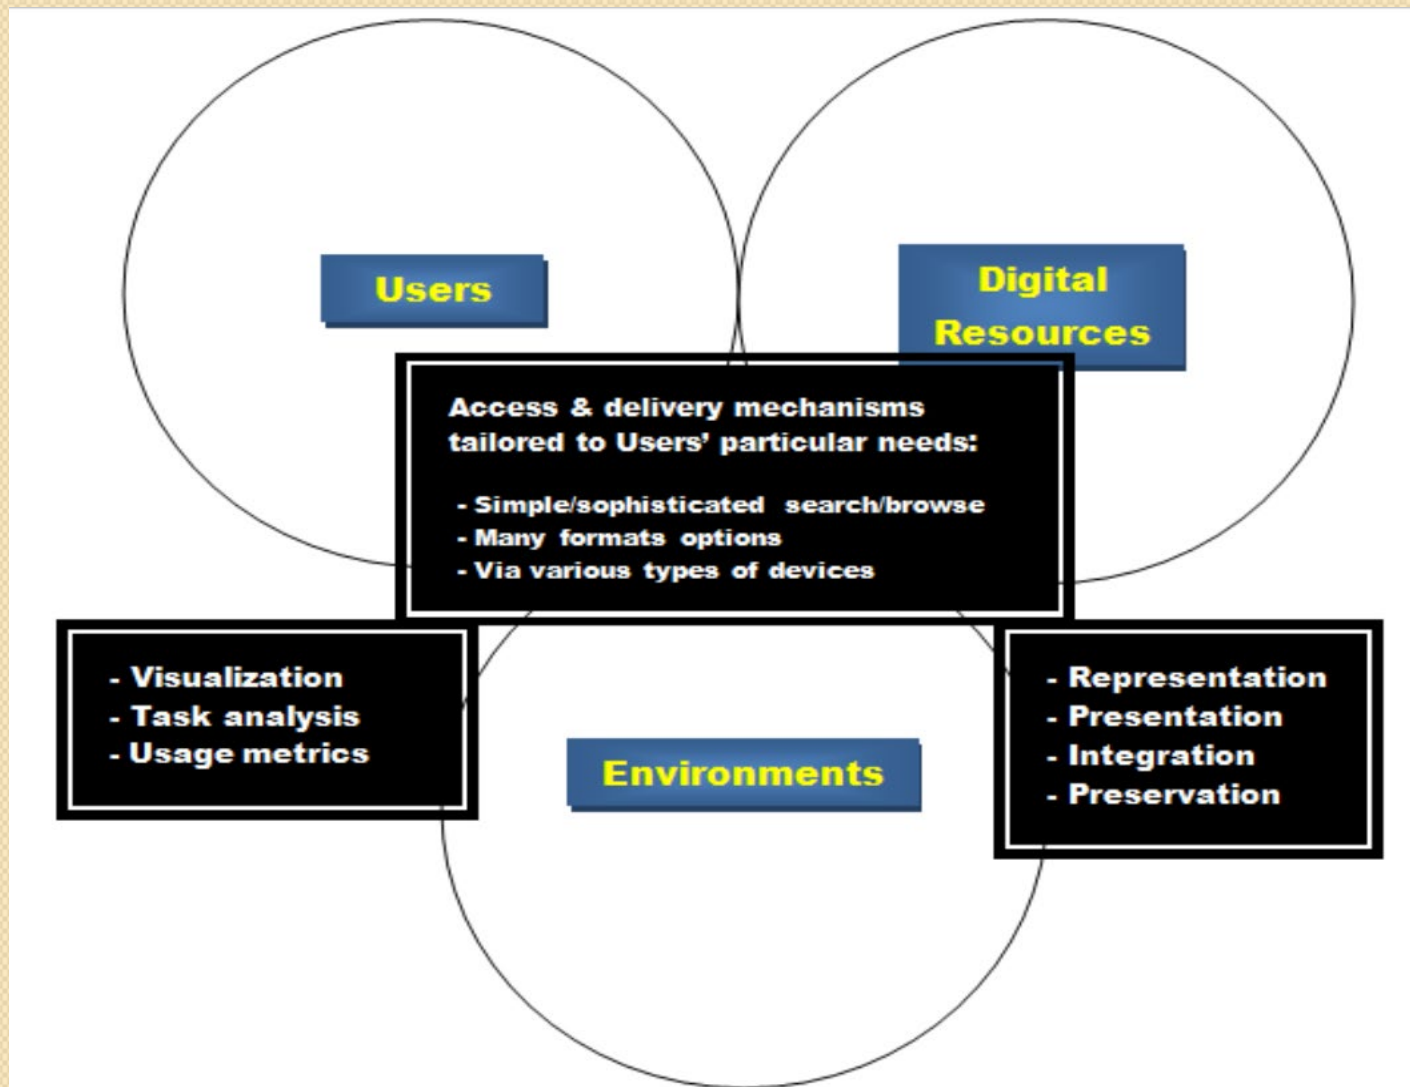 Users
Digital
Resources
Access & delivery mechanisms
tailored to Users’ particular needs:
- Simple/sophisticated search/browse
- Many formats options
- Via various types of devices
- Visualization
- Task analysis
- Usage metrics
- Representation
- Presentation
- Integration
- Preservation
Environments